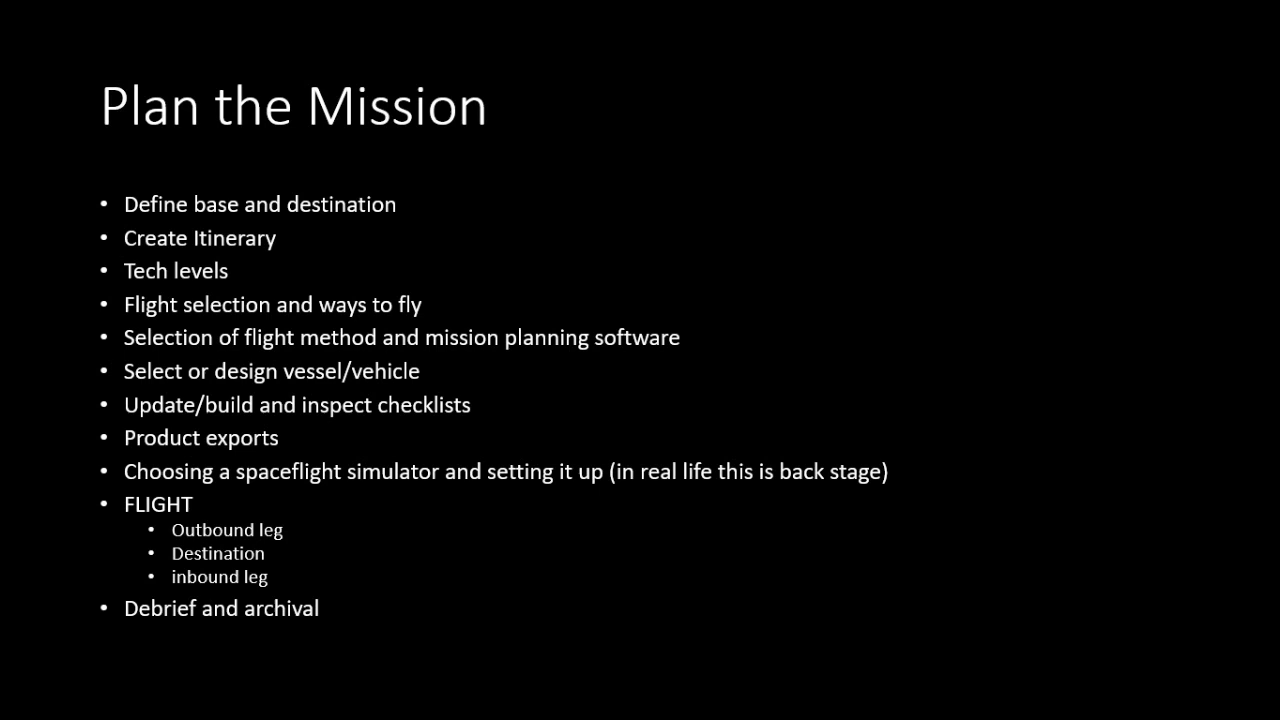 Plan the Mission
• Define base and destination
• Create Itinerary
• Tech levels
• Flight selection and ways to fly
• Selection of flight method and mission planning software
• Select or design vessel/vehicle
• Update/build and inspect checklists
• Product exports
• Choosing a spaceflight simulator and setting it up (in real life this is back stage)
• FLIGHT
• Outbound leg
• Destination
• inbound leg
• Debrief and archival